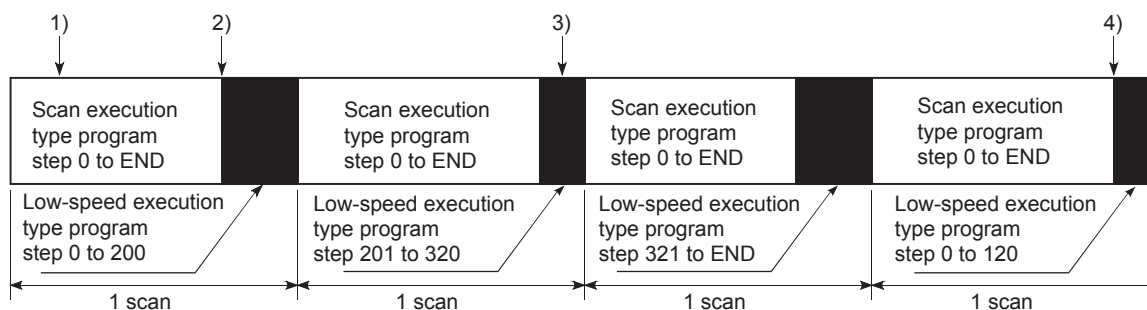 1)
2)
3)
4)
Scan execution
type program
step 0 to END
Scan execution
type program
step 0 to END
Scan execution
type program
step 0 to END
Scan execution
type program
step 0 to END
Low-speed execution
type program
step 0 to 200
Low-speed execution
type program
step 201 to 320
Low-speed execution
type program
step 321 to END
Low-speed execution
type program
step 0 to 120
1 scan
1 scan
1 scan
1 scan